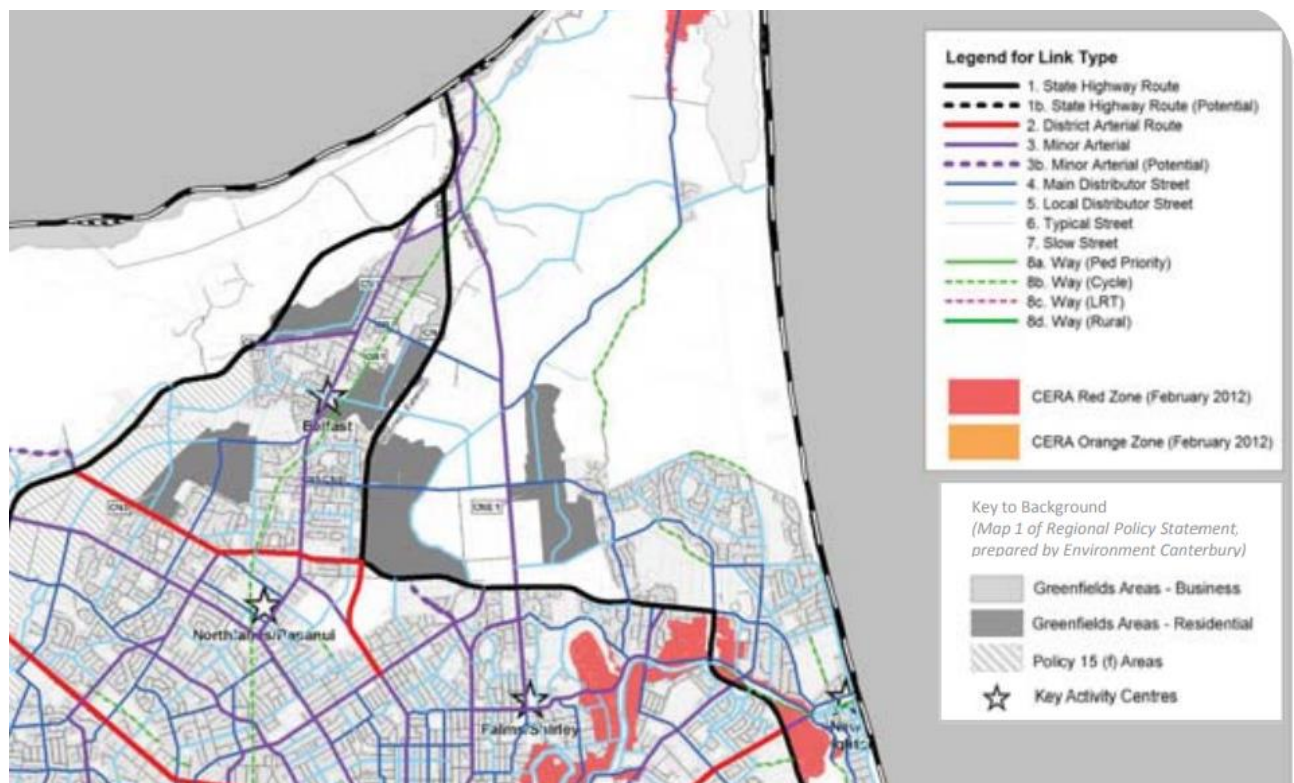 Legend for Link Type
1. State Highway Route
1b. State Highway Route (Potential)
2. District Arterial Route
3. Minor Arterial
3b. Minor Arterial (Potential)
4. Main Distributor Street
5. Local Distributor Street
6. Typical Street
7. Slow Street
8a. Way (Ped Priority)
8b. Way (Cycle)
8c. Way (LRT)
8d. Way (Rural)
CERA Red Zone (February 2012)
CERA Orange Zone (February 2012)
Key to Background
(Map 1 of Regional Policy Statement,
prepared by Environment Canterbury)
Greenfields Areas - Business
Greenfields Areas - Residential
Policy 15 (f) Areas
Key Activity Centres
Belfast